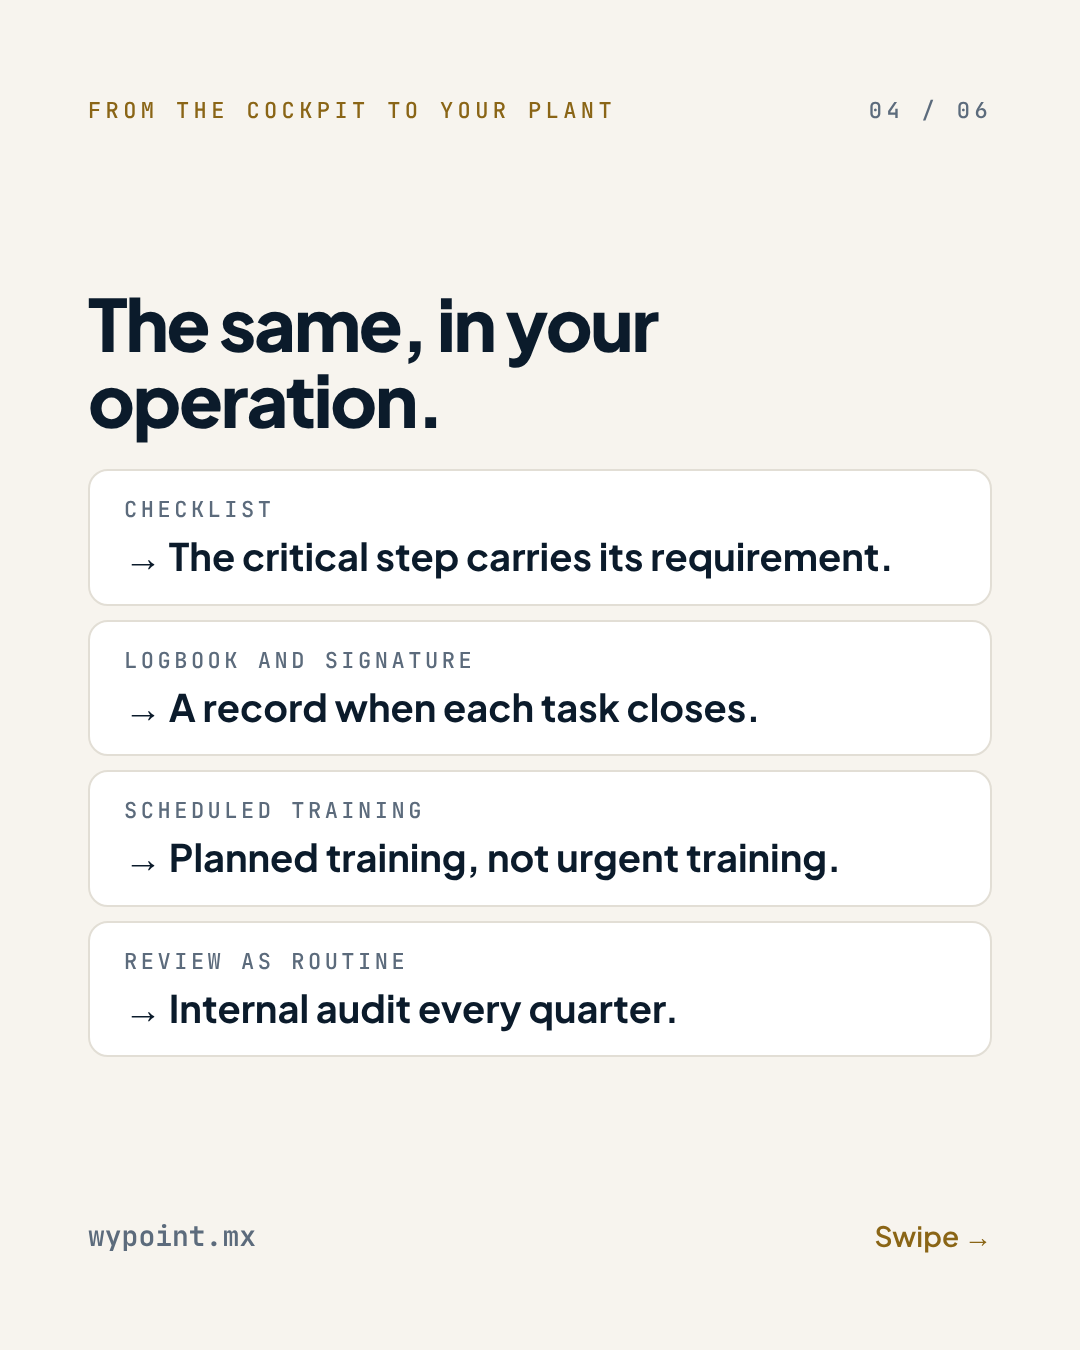 FROM THE COCKPIT TO YOUR PLANT
04 / 06
The same, in your
operation.
CHECKLIST
→ The critical step carries its requirement.
LOGBOOK AND SIGNATURE
→ A record when each task closes.
SCHEDULED TRAINING
→ Planned training, not urgent training.
REVIEW AS ROUTINE
→ Internal audit every quarter.
wypoint.mx
Swipe →